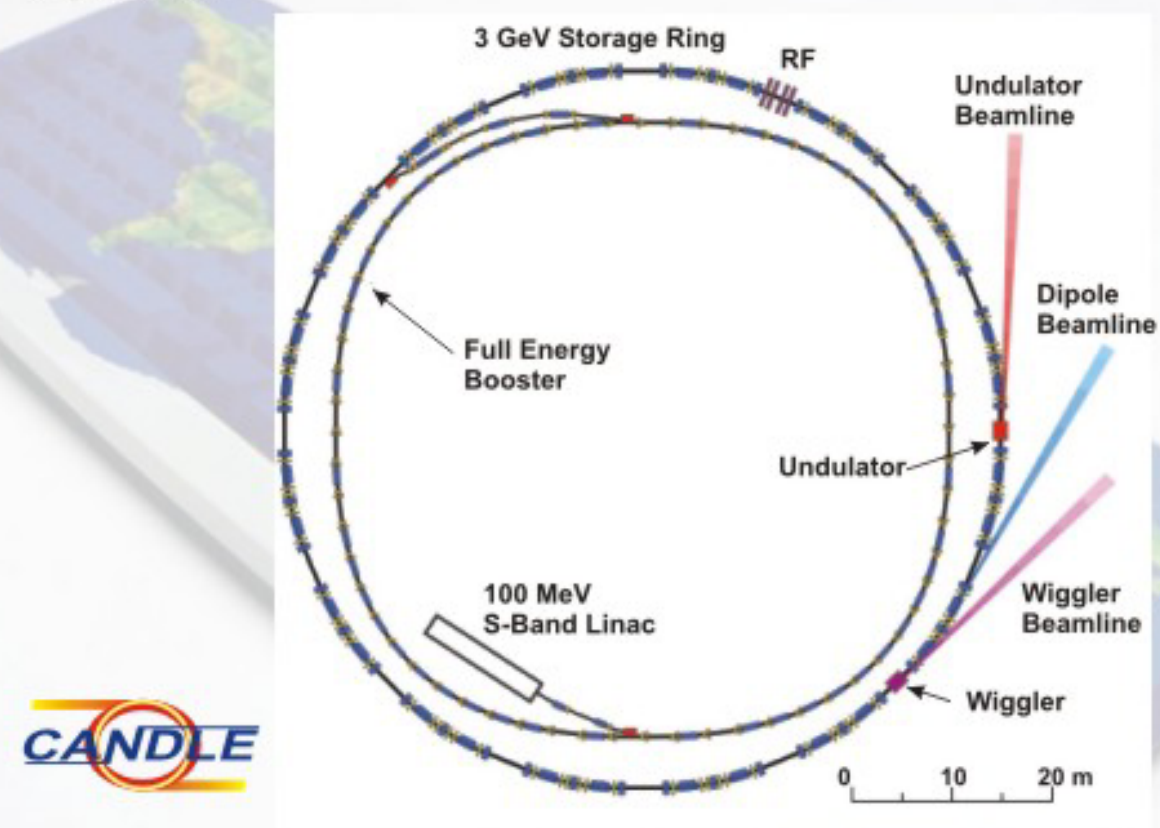 3 GeV Storage Ring
RF
Undulator
Beamline
Dipole
Beamline
Full Energy
Booster
Undulator
100 MeV
S-Band Linac
Wiggler
Beamline
Wiggler
CANDLE
0 10 20 m